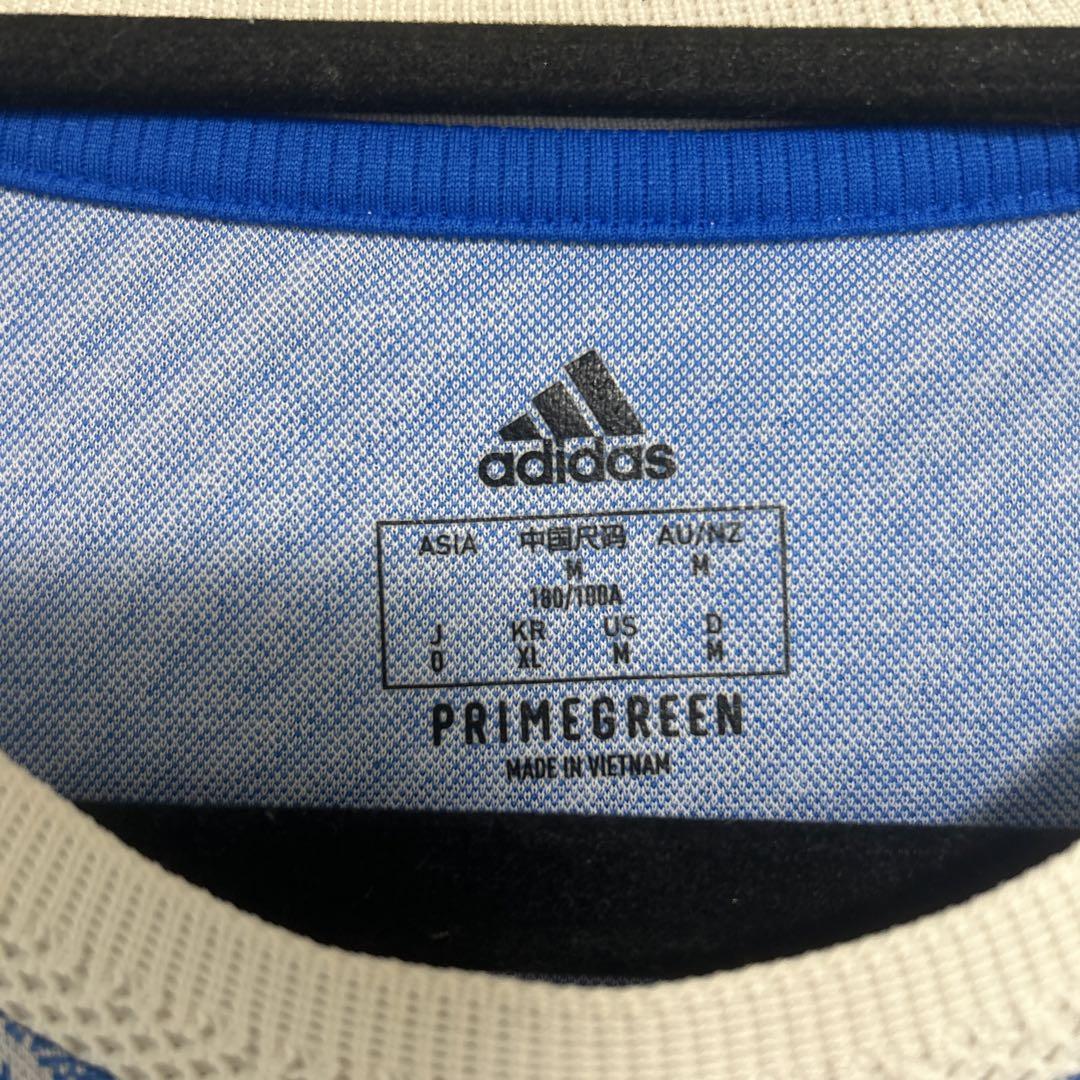 adidas
ASIA 中国尺码 AU/NZ
M M
180/100A
J KR US D
O XL M M
PRIMEGREEN
MADE IN VIETNAM